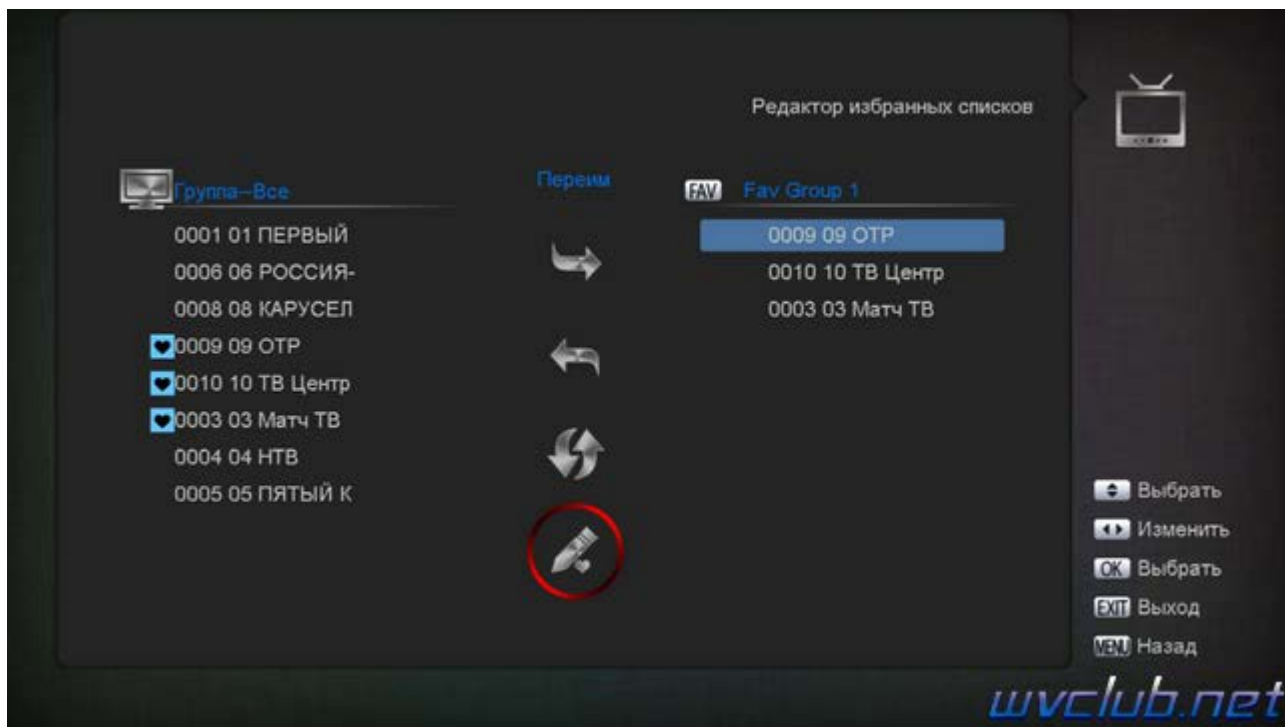 Редактор избранных списков
Группа--Все
0001 01 ПЕРВЫЙ
0006 06 РОССИЯ-
0008 08 КАРУСЕЛ
0009 09 ОТР
0010 10 ТВ Центр
0003 03 Матч ТВ
0004 04 НТВ
0005 05 ПЯТЫЙ К
Переим
FAV Fav Group 1
0009 09 ОТР
0010 10 ТВ Центр
0003 03 Матч ТВ
Выбрать
Изменить
OK Выбрать
EXIT Выход
MENU Назад
wvclub.net